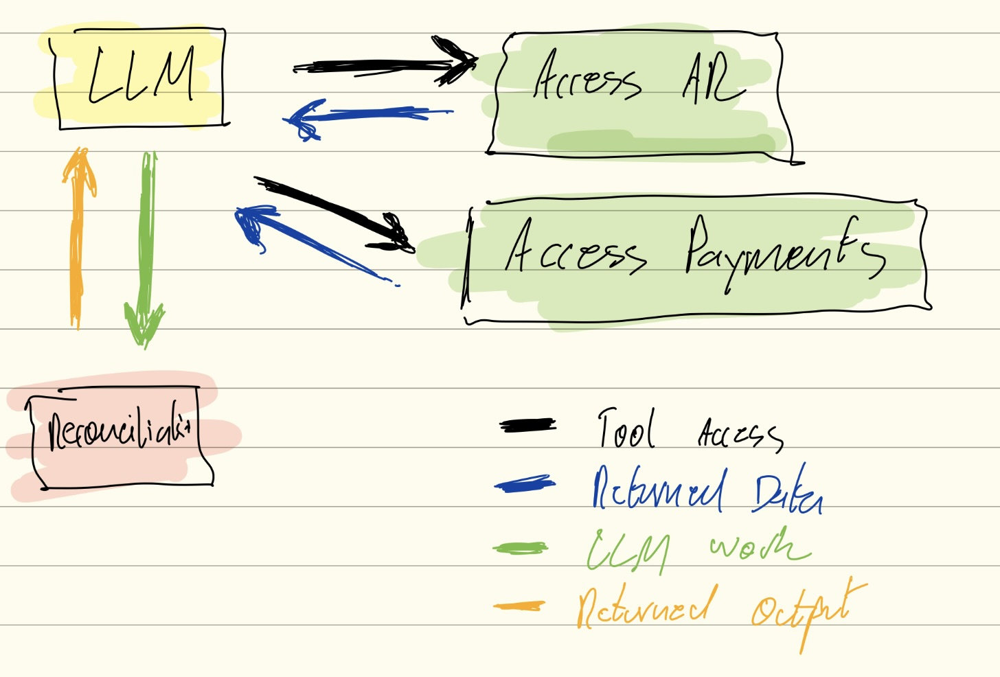 LLM
Access AR
Access Payments
Reconciliation
Tool Access
Returned Data
LLM work
Returned Output